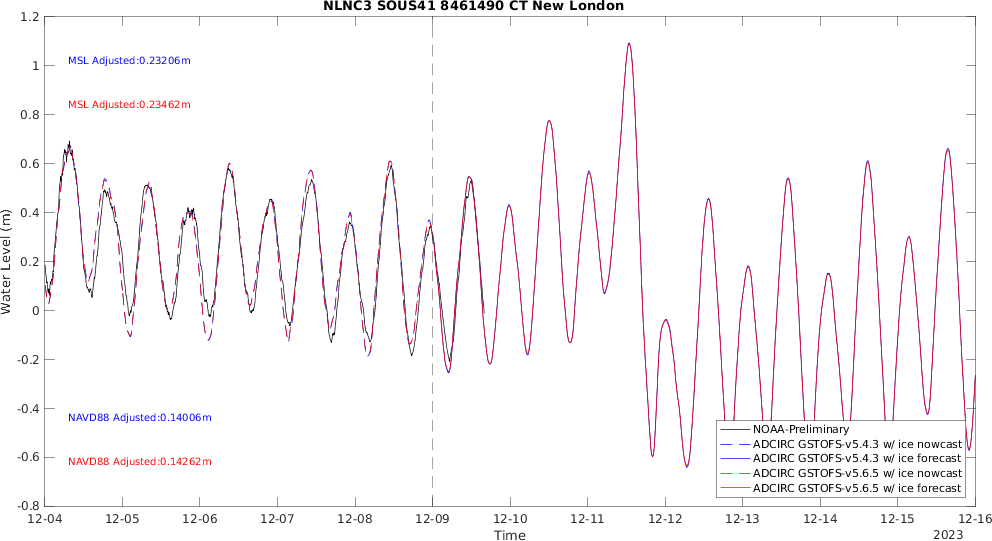 NLNC3 SOUS41 8461490 CT New London
1.2
1
0.8
0.6
0.4
0.2
0
-0.2
-0.4
-0.6
-0.8
Water Level (m)
MSL Adjusted:0.23206m
MSL Adjusted:0.23462m
NAVD88 Adjusted:0.14006m
NAVD88 Adjusted:0.14262m
NOAA-Preliminary
ADCIRC GSTOFS-v5.4.3 w/ ice nowcast
ADCIRC GSTOFS-v5.4.3 w/ ice forecast
ADCIRC GSTOFS-v5.6.5 w/ ice nowcast
ADCIRC GSTOFS-v5.6.5 w/ ice forecast
12-04 12-05 12-06 12-07 12-08 12-09 12-10 12-11 12-12 12-13 12-14 12-15 12-16
Time
2023